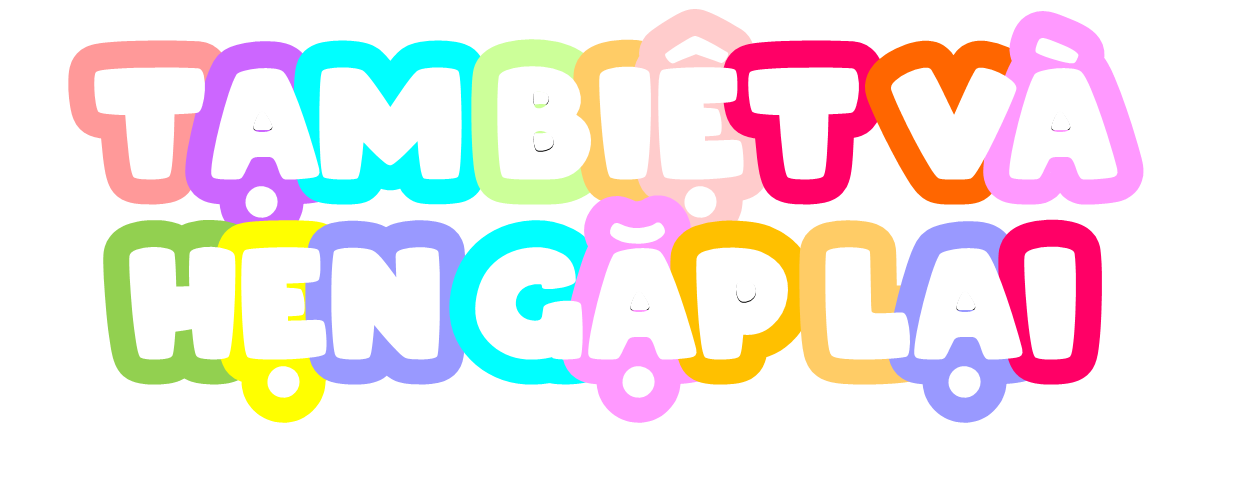 TẠM BIỆT VÀ
HẸN GẶP LẠI